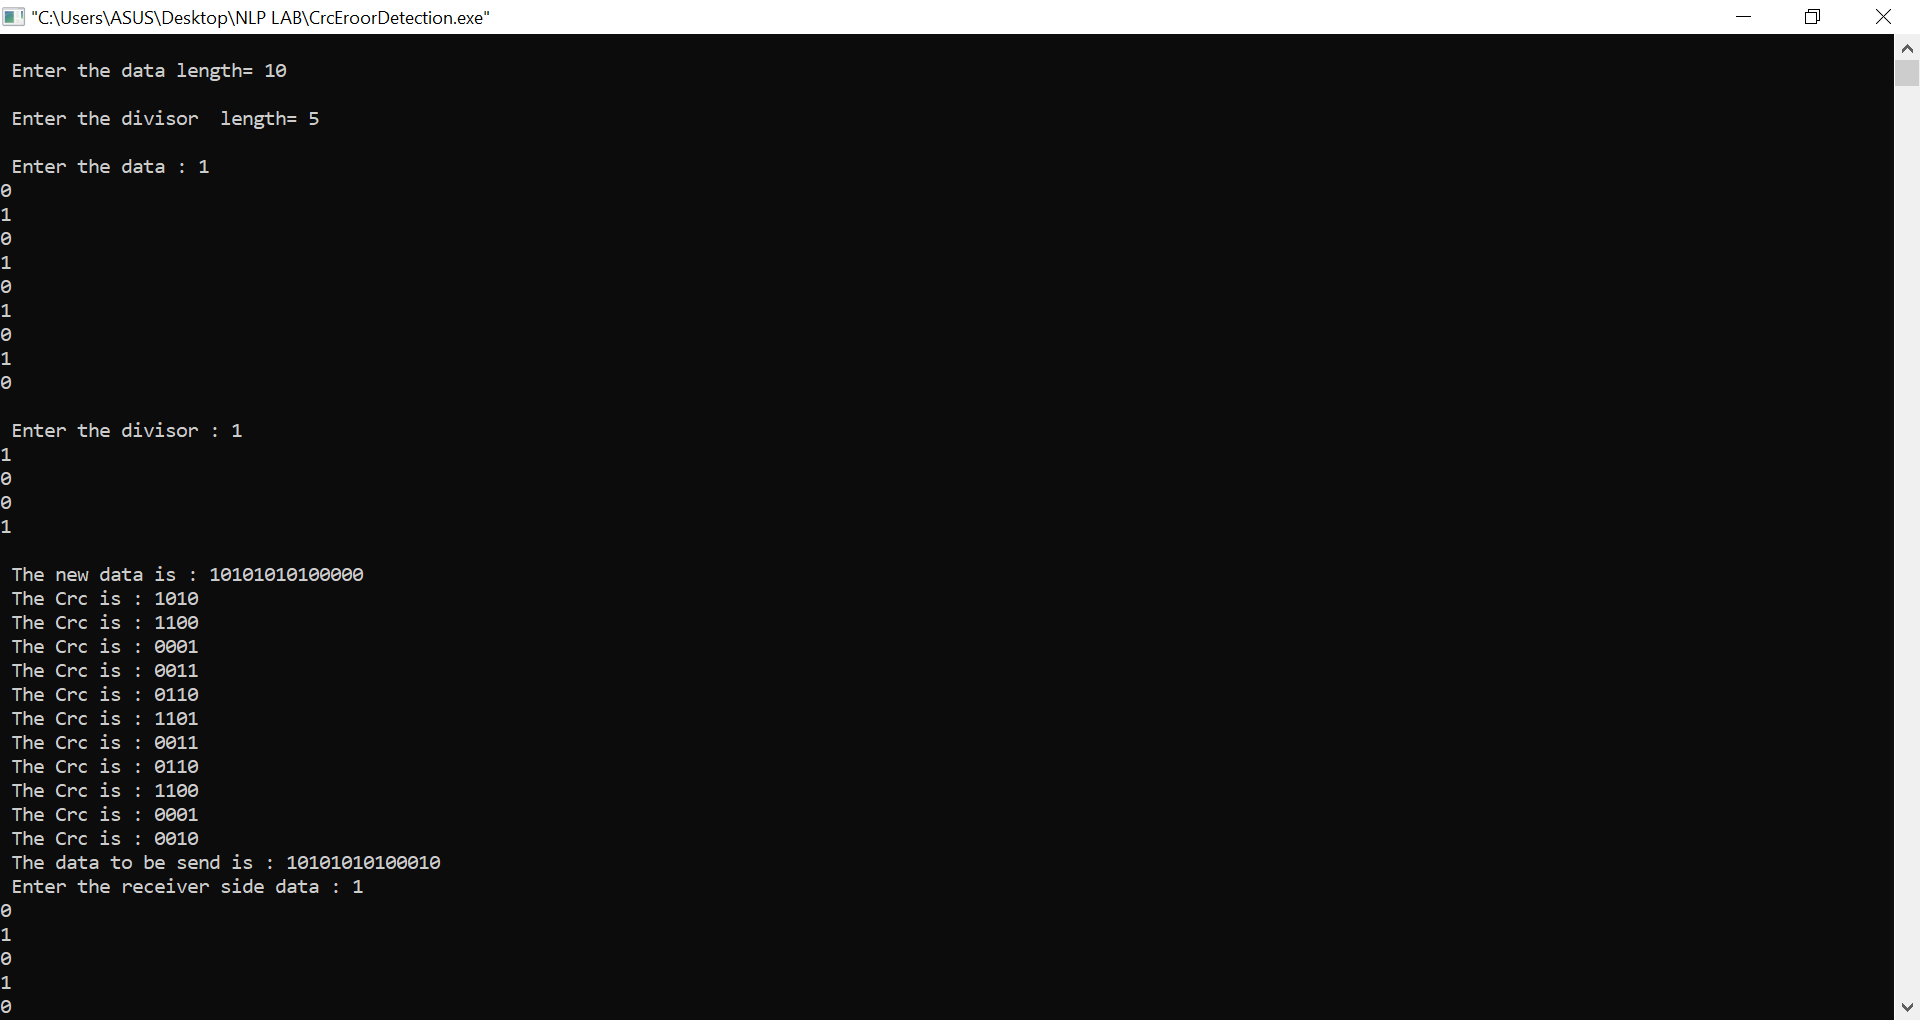 "C:\Users\ASUS\Desktop\NLP LAB\CrcEroorDetection.exe"
Enter the data length= 10
Enter the divisor  length= 5
Enter the data : 1
0
1
0
1
0
1
0
1
0
Enter the divisor : 1
1
0
0
1
The new data is : 10101010100000
The Crc is : 1010
The Crc is : 1100
The Crc is : 0001
The Crc is : 0011
The Crc is : 0110
The Crc is : 1101
The Crc is : 0011
The Crc is : 0110
The Crc is : 1100
The Crc is : 0001
The Crc is : 0010
The data to be send is : 10101010100010
Enter the receiver side data : 1
0
1
0
1
0